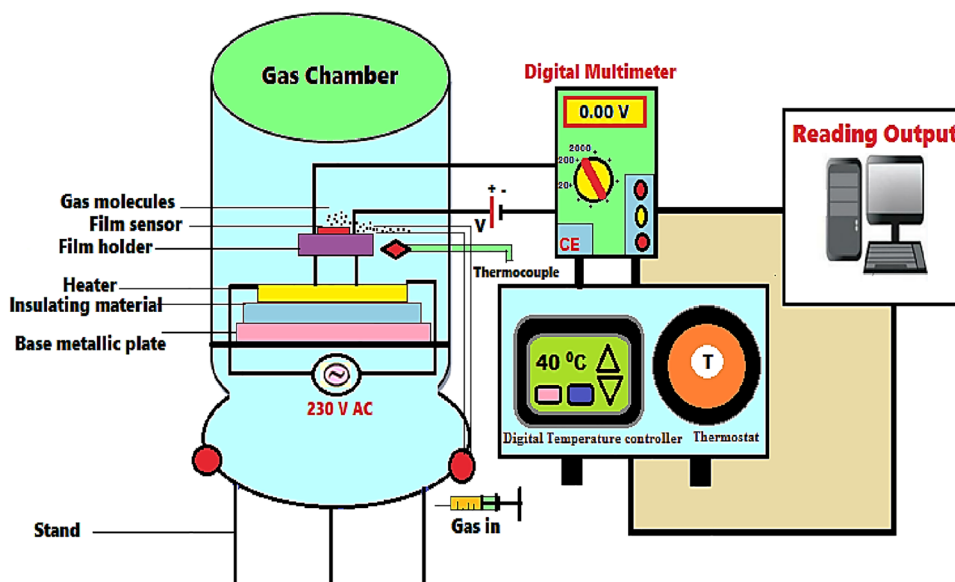 Gas Chamber
Digital Multimeter
0.00 V
2000
200
20
CE
Reading Output
Gas molecules
Film sensor
Film holder
+ -
V
Thermocouple
Heater
Insulating material
Base metallic plate
230 V AC
40 ⁰C
T
Digital Temperature controller
Thermostat
Gas in
Stand